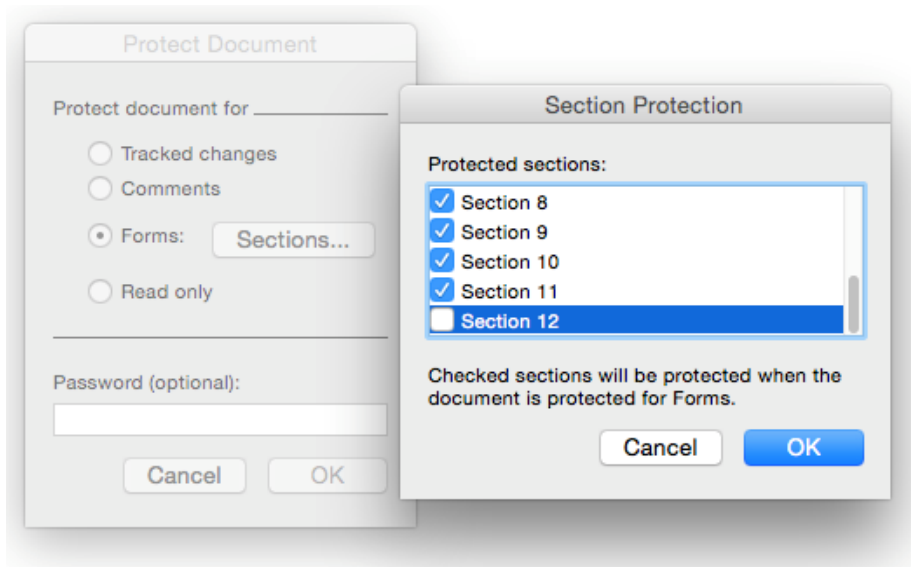 Protect Document
Protect document for
Tracked changes
Comments
Forms:
Sections...
Read only
Password (optional):
Cancel
OK
Section Protection
Protected sections:
Section 8
Section 9
Section 10
Section 11
Section 12
Checked sections will be protected when the
document is protected for Forms.
Cancel
OK